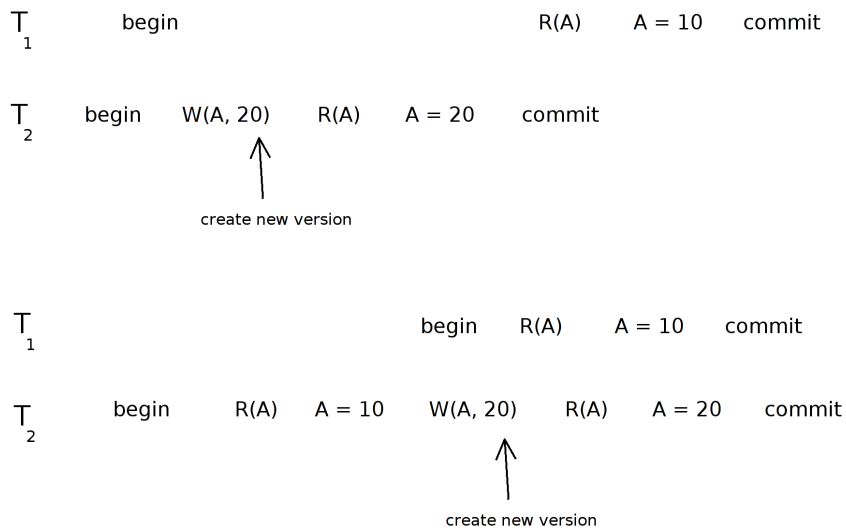 T1 begin R(A) A = 10 commit
T2 begin W(A, 20) R(A) A = 20 commit
create new version
T1 begin R(A) A = 10 commit
T2 begin R(A) A = 10 W(A, 20) R(A) A = 20 commit
create new version